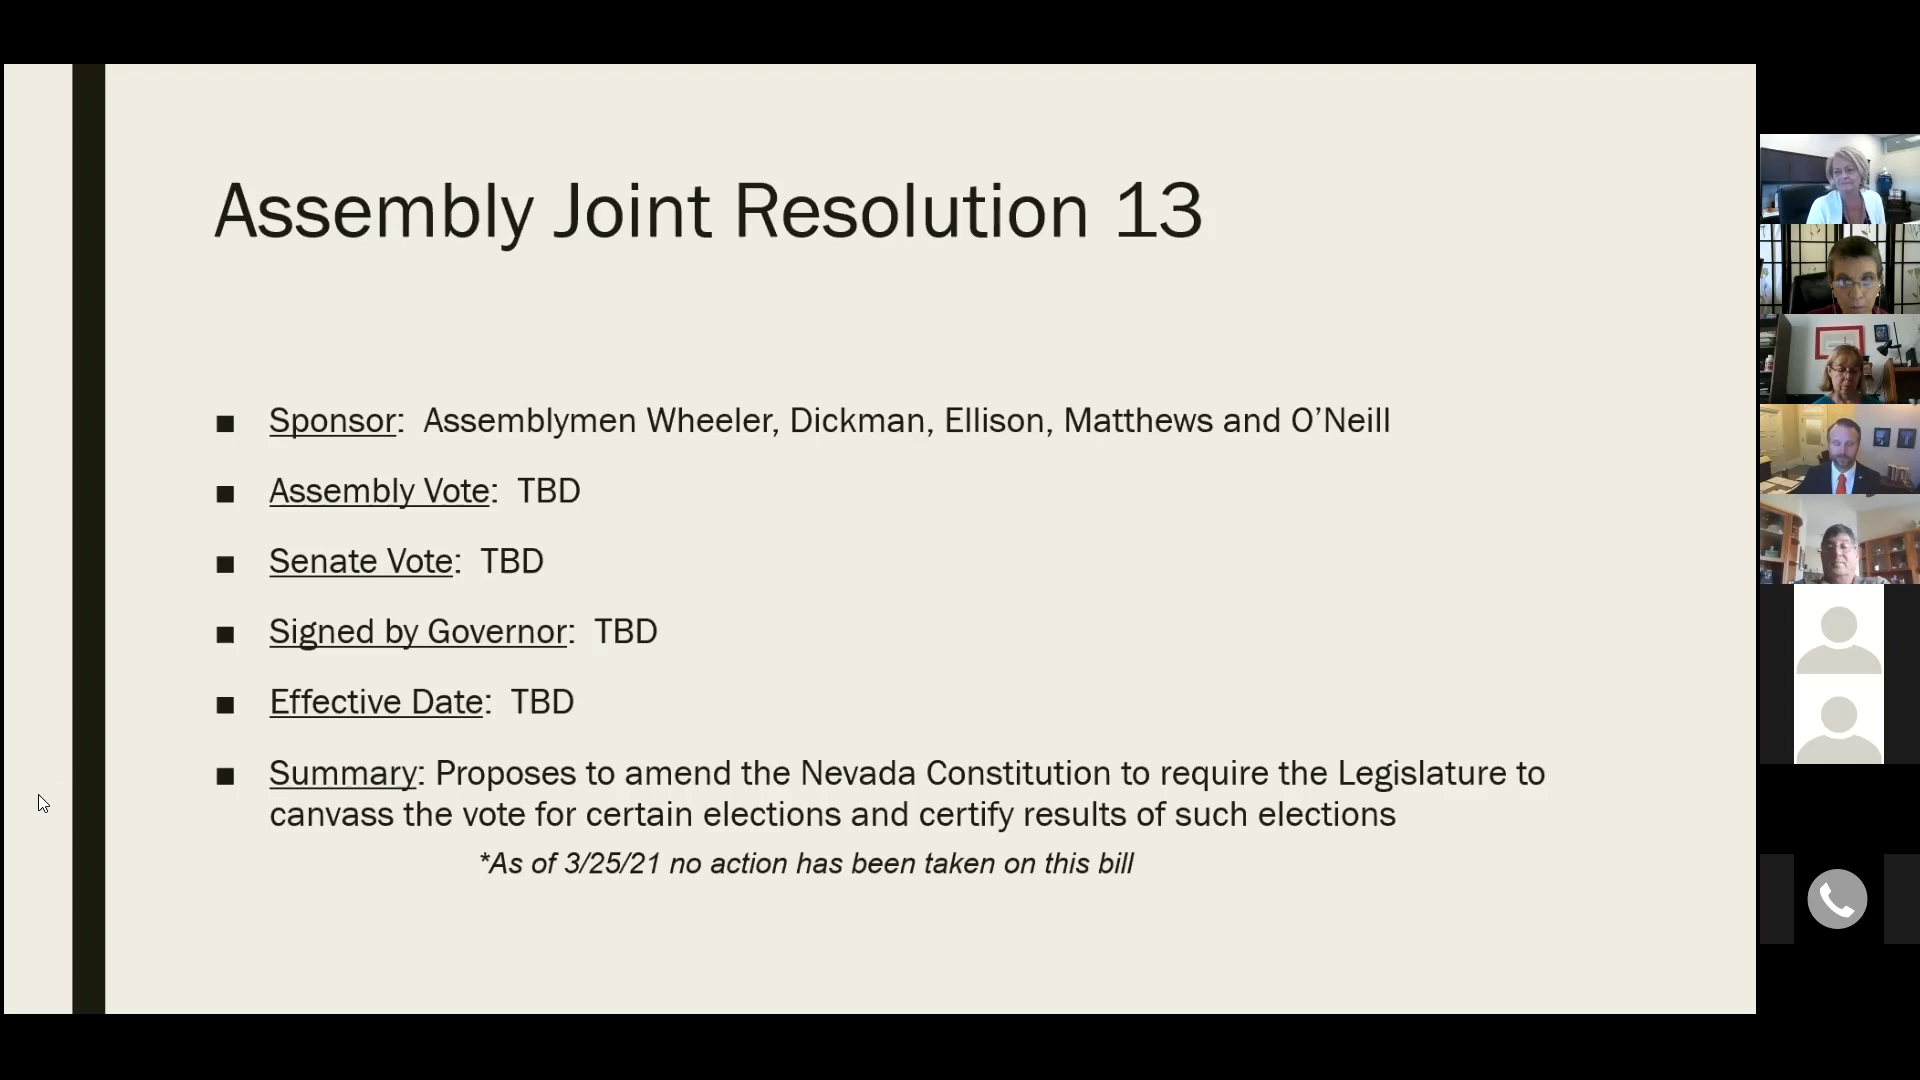 Assembly Joint Resolution 13
■ Sponsor:  Assemblymen Wheeler, Dickman, Ellison, Matthews and O’Neill
■ Assembly Vote:  TBD
■ Senate Vote:  TBD
■ Signed by Governor:  TBD
■ Effective Date:  TBD
■ Summary: Proposes to amend the Nevada Constitution to require the Legislature to
canvass the vote for certain elections and certify results of such elections
*As of 3/25/21 no action has been taken on this bill